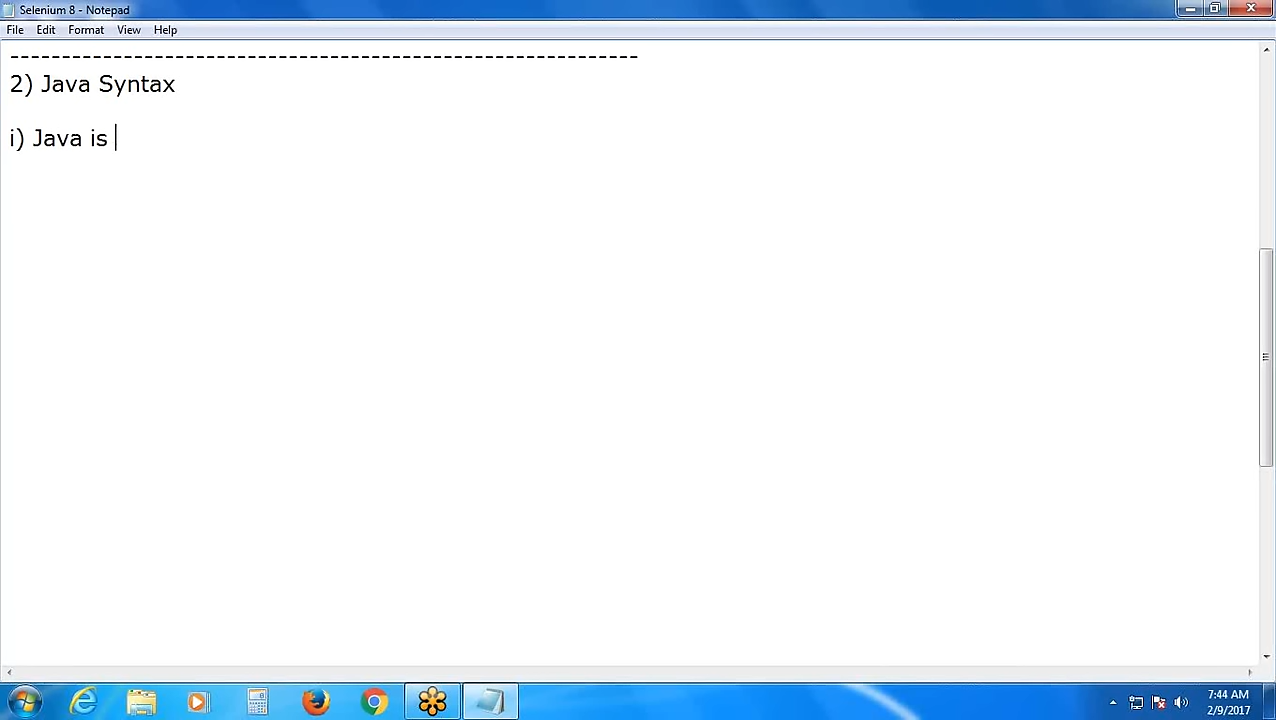 Selenium 8 - Notepad
File Edit Format View Help
------------------------------------------------------------
2) Java Syntax
i) Java is
7:44 AM
2/9/2017